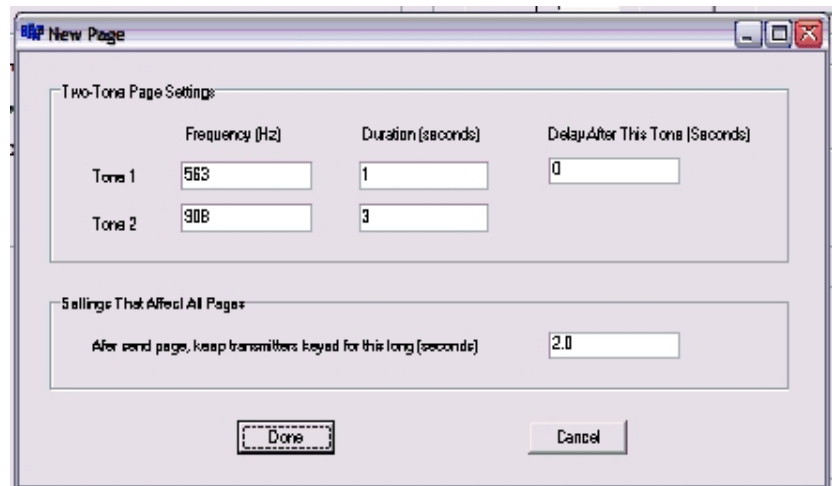 New Page
Two-Tone Page Settings
Frequency (Hz) Duration (seconds) Delay After This Tone (Seconds)
Tone 1 563 1 0
Tone 2 908 3
Settings That Affect All Pages
After send page, keep transmitters keyed for this long (seconds) 2.0
Done Cancel